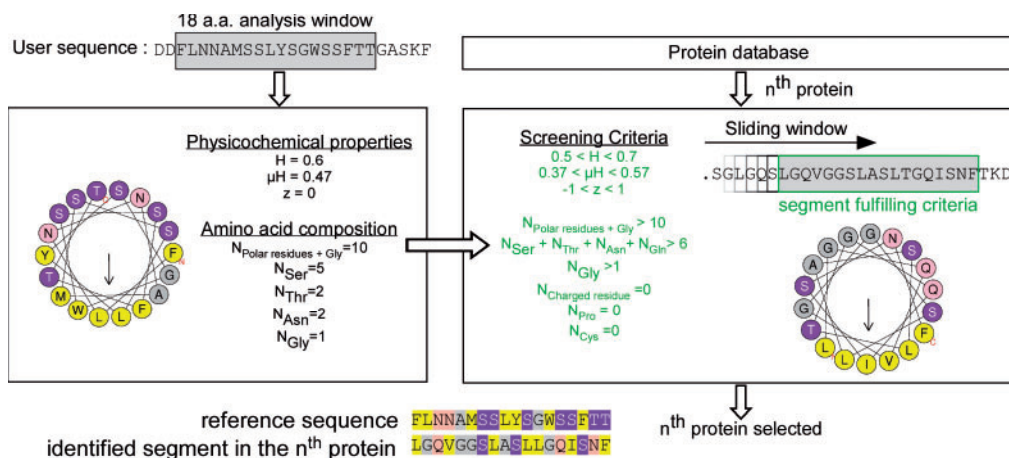 18 a.a. analysis window
User sequence : DDFLNNAMSSLYSGWSSFTTGASKF
Protein database
nth protein
Physicochemical properties
H = 0.6
µH = 0.47
z = 0
Amino acid composition
NPolar residues + Gly=10
NSer=5
NThr=2
NAsn=2
NGly=1
T S N S S F G A F L L W M T Y N S S
C
N
Screening Criteria
0.5 < H < 0.7
0.37 < µH < 0.57
-1 < z < 1
NPolar residues + Gly > 10
NSer + NThr + NAsn + NGln > 6
NGly >1
NCharged residue =0
NPro = 0
NCys =0
Sliding window
.SGLGQSLGQVGGSLASLTGQISNFTKD
segment fulfilling criteria
G G G N S Q Q S F L V I L L T G S A
C
reference sequence FLNNAMSSLYSGWSSFTT
identified segment in the nth protein LGQVGGSLASLLGQISNF
nth protein selected